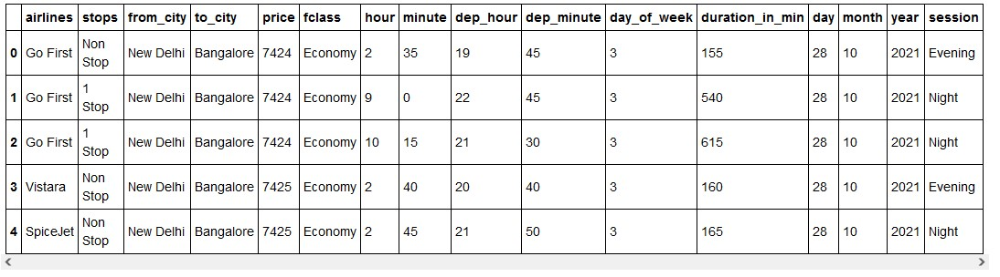 airlines stops from_city to_city price fclass hour minute dep_hour dep_minute day_of_week duration_in_min day month year session
0 Go First Non Stop New Delhi Bangalore 7424 Economy 2 35 19 45 3 155 28 10 2021 Evening
1 Go First 1 Stop New Delhi Bangalore 7424 Economy 9 0 22 45 3 540 28 10 2021 Night
2 Go First 1 Stop New Delhi Bangalore 7424 Economy 10 15 21 30 3 615 28 10 2021 Night
3 Vistara Non Stop New Delhi Bangalore 7425 Economy 2 40 20 40 3 160 28 10 2021 Evening
4 SpiceJet Non Stop New Delhi Bangalore 7425 Economy 2 45 21 50 3 165 28 10 2021 Night